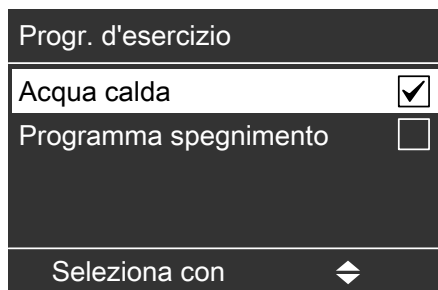 Progr. d'esercizio
Acqua calda
Programma spegnimento
Seleziona con